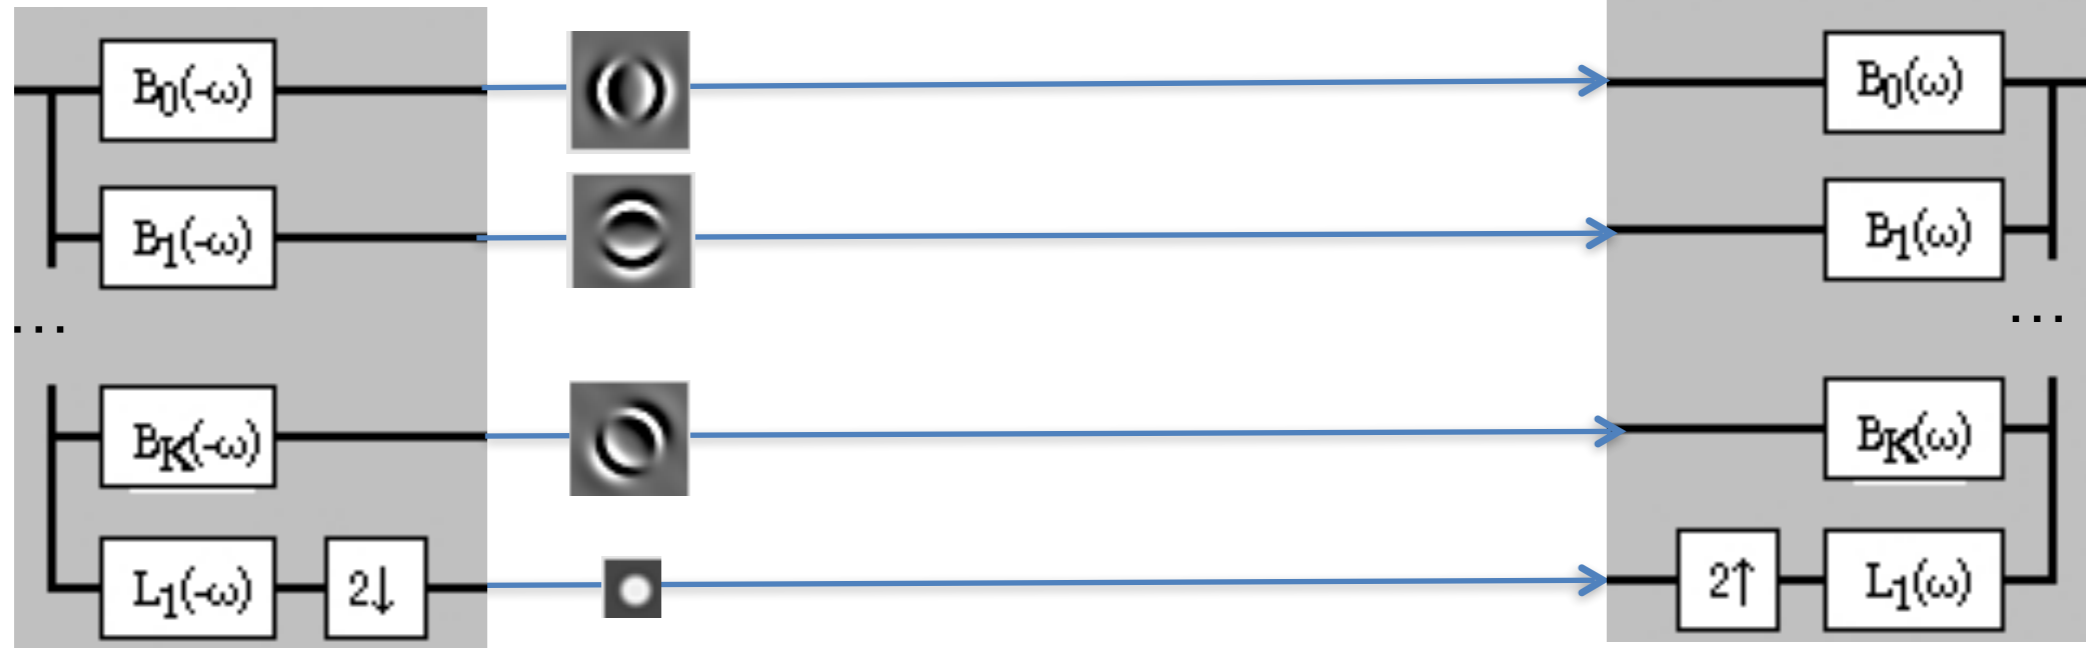 B0(-ω) B0(ω)
B1(-ω) B1(ω)
... ...
BK(-ω) BK(ω)
L1(-ω) 2↓ 2↑ L1(ω)